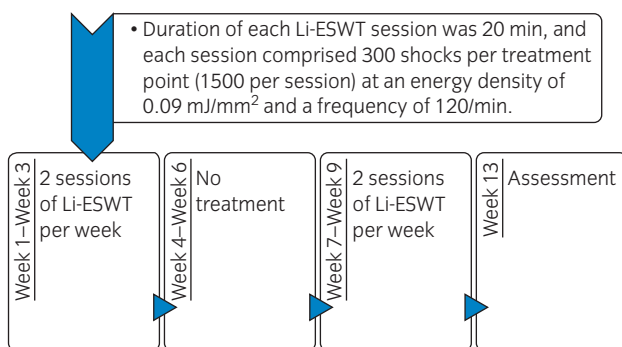 • Duration of each Li-ESWT session was 20 min, and
each session comprised 300 shocks per treatment
point (1500 per session) at an energy density of
0.09 mJ/mm² and a frequency of 120/min.
Week 1–Week 3
2 sessions
of Li-ESWT
per week
Week 4–Week 6
No
treatment
Week 7–Week 9
2 sessions
of Li-ESWT
per week
Week 13
Assessment